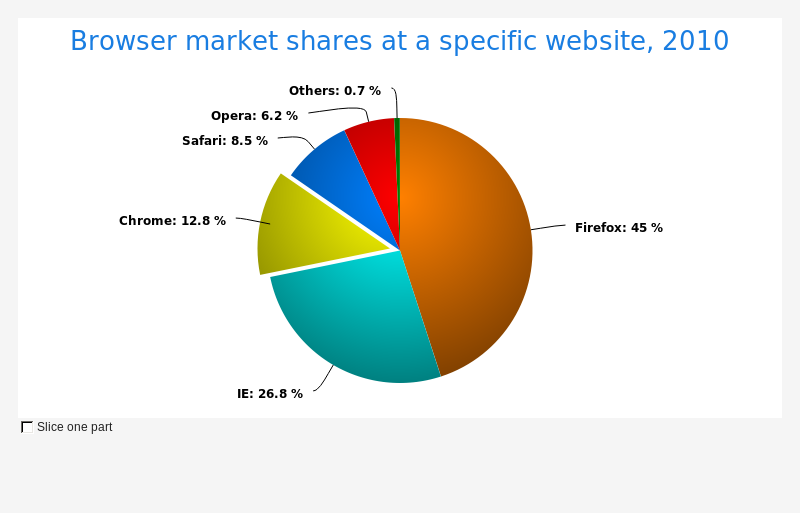 Browser market shares at a specific website, 2010
Others: 0.7 %
Opera: 6.2 %
Safari: 8.5 %
Chrome: 12.8 %
Firefox: 45 %
IE: 26.8 %
Slice one part